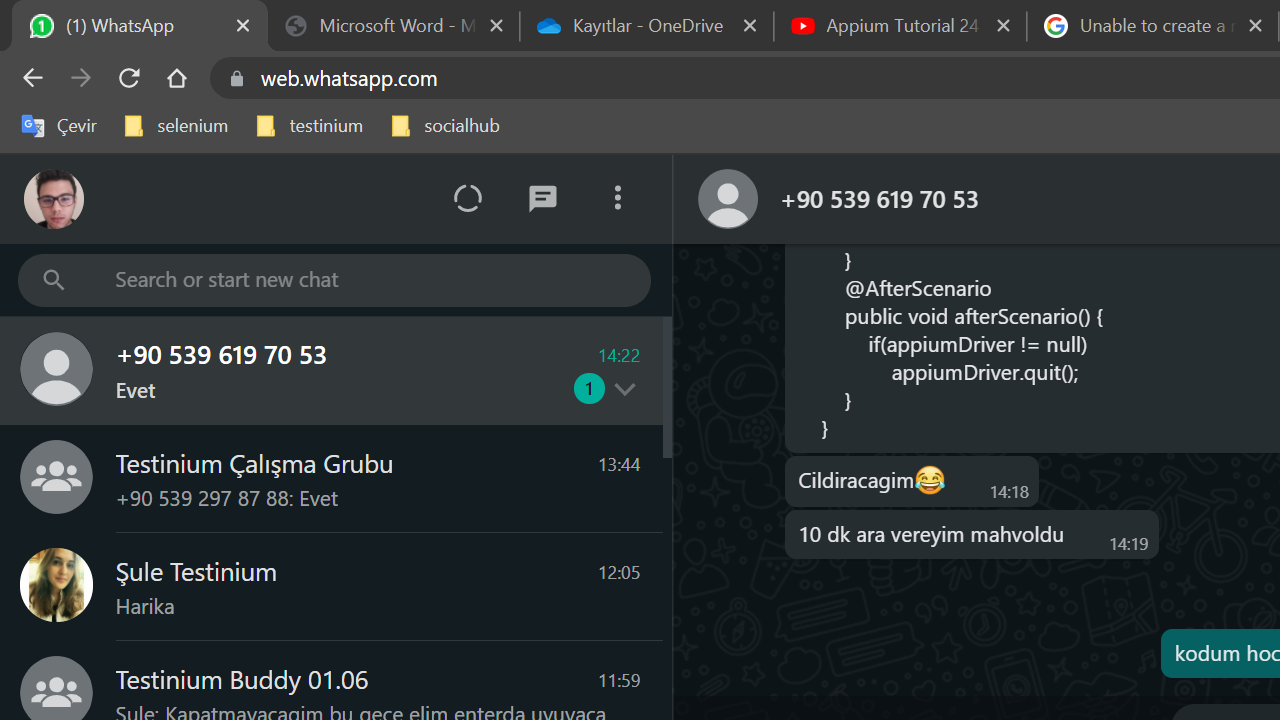 (1) WhatsApp
Microsoft Word - M
Kayıtlar - OneDrive
Appium Tutorial 24
Unable to create a
web.whatsapp.com
Çevir
selenium
testinium
socialhub
Search or start new chat
+90 539 619 70 53
14:22
Evet
1
Testinium Çalışma Grubu
13:44
+90 539 297 87 88: Evet
Şule Testinium
12:05
Harika
Testinium Buddy 01.06
11:59
Şule: Kapatmayacagim bu gece elim enterda uyuyaca
+90 539 619 70 53
}
@AfterScenario
public void afterScenario() {
if(appiumDriver != null)
appiumDriver.quit();
}
}
Cildiracagim😂
14:18
10 dk ara vereyim mahvoldu
14:19
kodum hoc